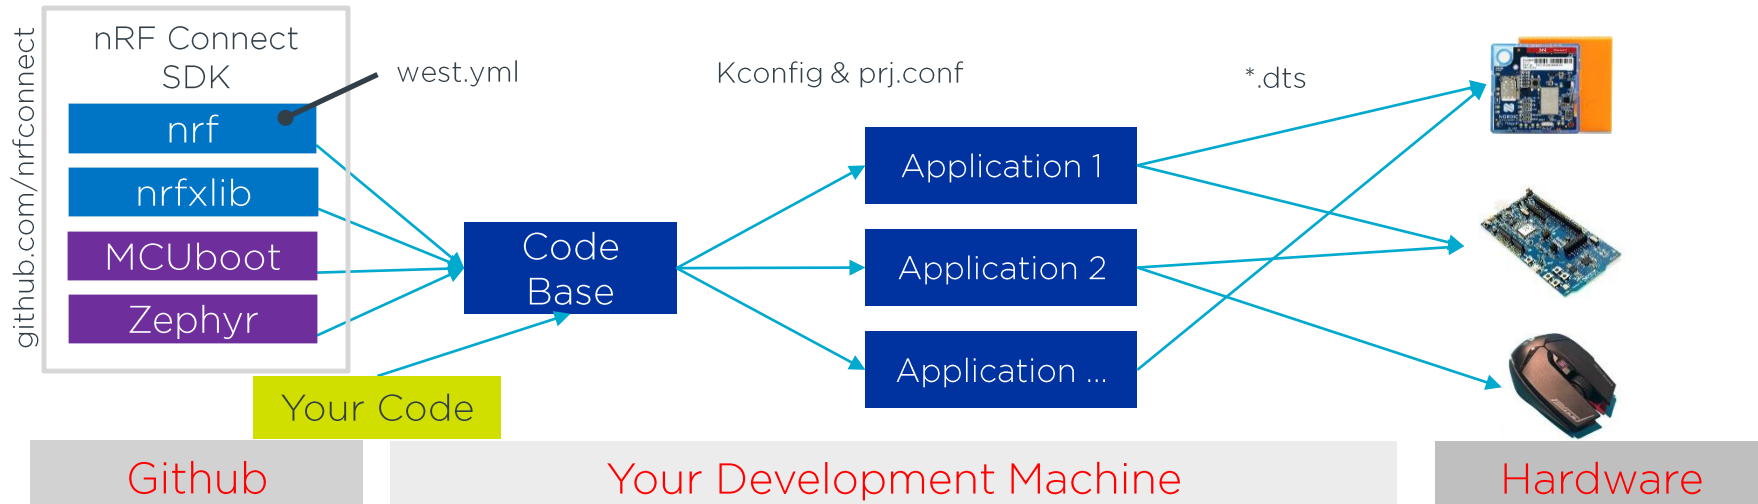 github.com/nrfconnect
nRF Connect
SDK
nrf
nrfxlib
MCUboot
Zephyr
west.yml
Your Code
Code
Base
Kconfig & prj.conf
Application 1
Application 2
Application ...
*.dts
NORDIC
Github
Your Development Machine
Hardware